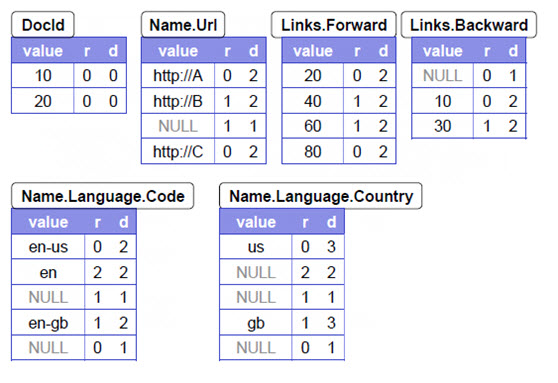 DocId
value r d
10 0 0
20 0 0
Name.Url
value r d
http://A 0 2
http://B 1 2
NULL 1 1
http://C 0 2
Links.Forward
value r d
20 0 2
40 1 2
60 1 2
80 0 2
Links.Backward
value r d
NULL 0 1
10 0 2
30 1 2
Name.Language.Code
value r d
en-us 0 2
en 2 2
NULL 1 1
en-gb 1 2
NULL 0 1
Name.Language.Country
value r d
us 0 3
NULL 2 2
NULL 1 1
gb 1 3
NULL 0 1